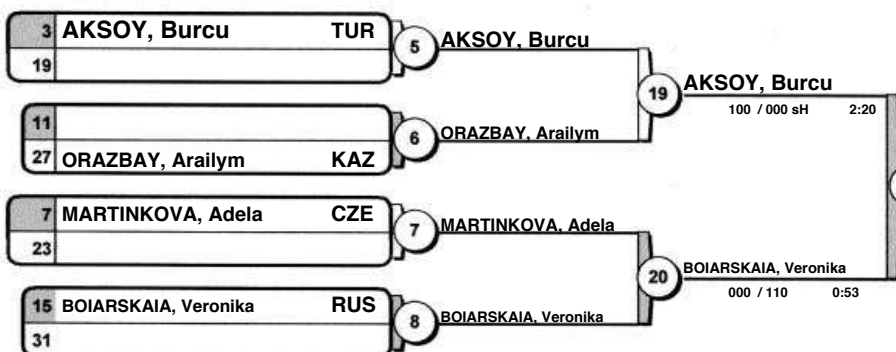 3 AKSOY, Burcu TUR
19
5
AKSOY, Burcu
11
27 ORAZBAY, Arailym KAZ
6
ORAZBAY, Arailym
19
AKSOY, Burcu
100 / 000 sH 2:20
7 MARTINKOVA, Adela CZE
23
7
MARTINKOVA, Adela
15 BOIARSKAIA, Veronika RUS
31
8
BOIARSKAIA, Veronika
20
BOIARSKAIA, Veronika
000 / 110 0:53